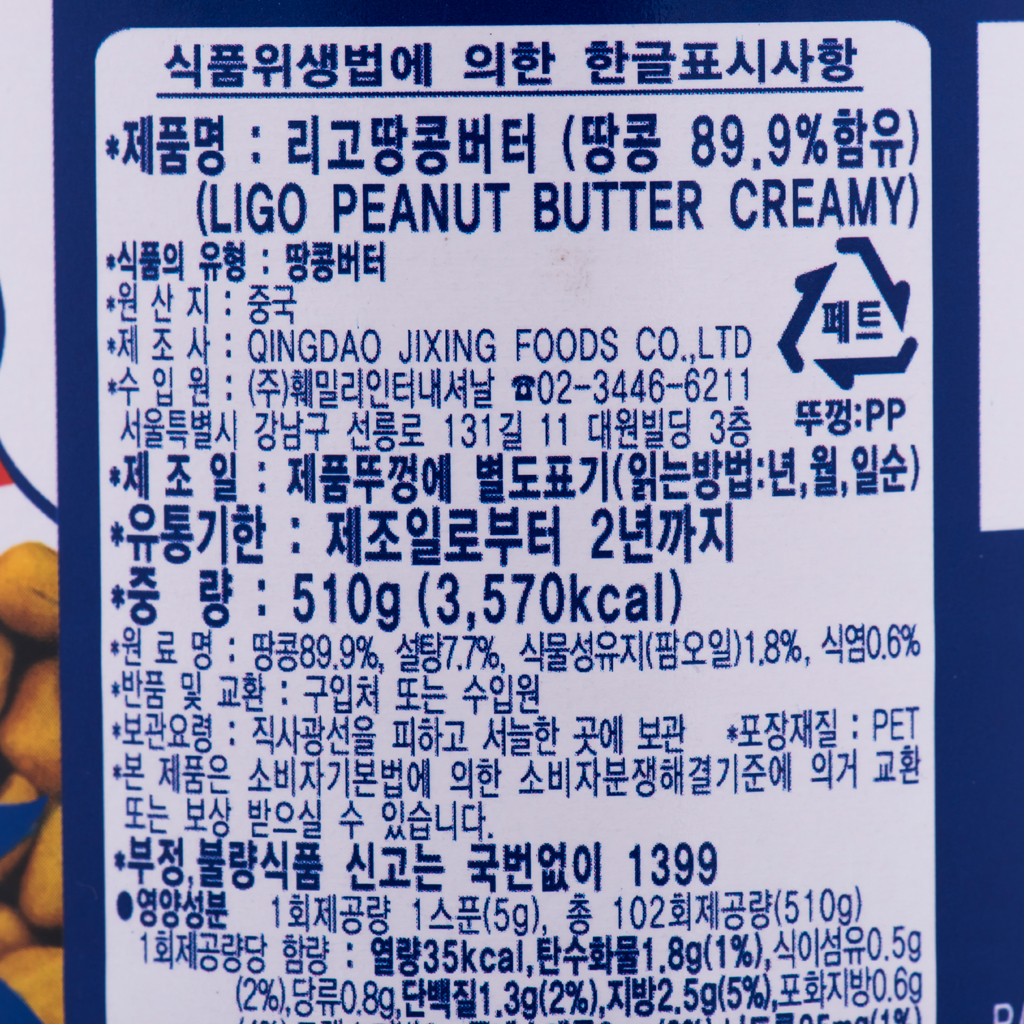 식품위생법에 의한 한글표시사항
*제품명 : 리고땅콩버터 (땅콩 89.9%함유)
(LIGO PEANUT BUTTER CREAMY)
*식품의 유형 : 땅콩버터
*원 산 지 : 중국
*제 조 사 : QINGDAO JIXING FOODS CO.,LTD
페트
*수 입 원 : (주)훼밀리인터내셔날 ☎02-3446-6211
서울특별시 강남구 선릉로 131길 11 대원빌딩 3층
뚜껑:PP
*제 조 일 : 제품뚜껑에 별도표기(읽는방법:년,월,일순)
*유통기한 : 제조일로부터 2년까지
*중 량 : 510g (3,570kcal)
*원 료 명 : 땅콩89.9%, 설탕7.7%, 식물성유지(팜오일)1.8%, 식염0.6%
*반품 및 교환 : 구입처 또는 수입원
*보관요령 : 직사광선을 피하고 서늘한 곳에 보관 *포장재질 : PET
*본 제품은 소비자기본법에 의한 소비자분쟁해결기준에 의거 교환
또는 보상 받으실 수 있습니다.
*부정,불량식품 신고는 국번없이 1399
●영양성분 1회제공량 1스푼(5g), 총 102회제공량(510g)
1회제공량당 함량 : 열량35kcal,탄수화물1.8g(1%),식이섬유0.5g
(2%),당류0.8g,단백질1.3g(2%),지방2.5g(5%),포화지방0.6g